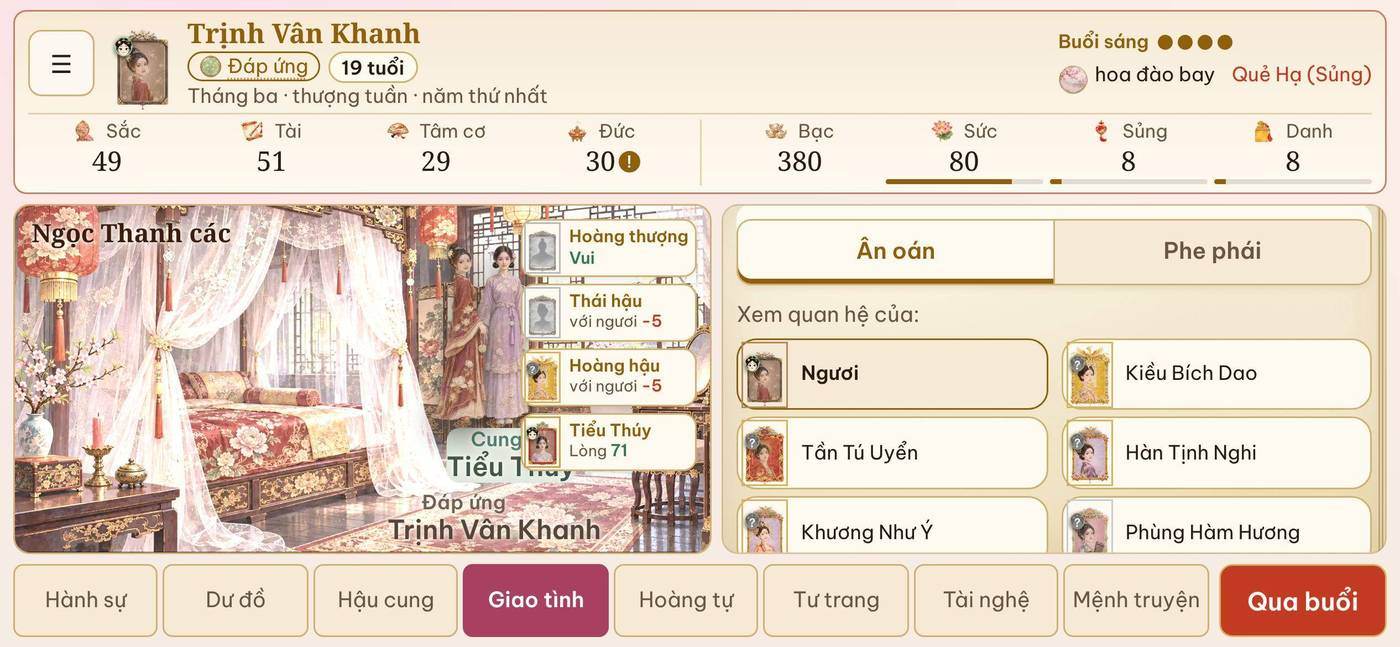 Trịnh Vân Khanh
Đáp ứng 19 tuổi
Tháng ba · thượng tuần · năm thứ nhất
Buổi sáng
hoa đào bay Quẻ Hạ (Sủng)
Sắc Tài Tâm cơ Đức Bạc Sức Sủng Danh
49 51 29 30 ! 380 80 8 8
Ngọc Thanh các
Hoàng thượng
Vui
Thái hậu
với ngươi -5
Hoàng hậu
với ngươi -5
Tiểu Thúy
Lòng 71
Cung
Tiểu Thúy
Đáp ứng
Trịnh Vân Khanh
Ân oán Phe phái
Xem quan hệ của:
Ngươi ? Kiều Bích Dao
? Tần Tú Uyển ? Hàn Tịnh Nghi
? Khương Như Ý ? Phùng Hàm Hương
Hành sự Dư đồ Hậu cung Giao tình Hoàng tự Tư trang Tài nghệ Mệnh truyện Qua buổi